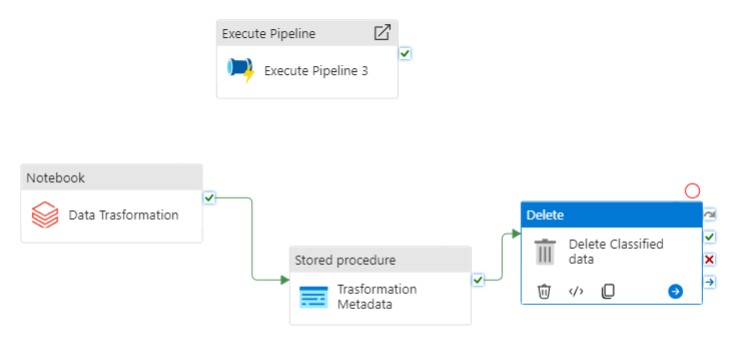 Execute Pipeline
Execute Pipeline 3
Notebook
Data Trasformation
Stored procedure
Trasformation
Metadata
Delete
Delete Classified
data